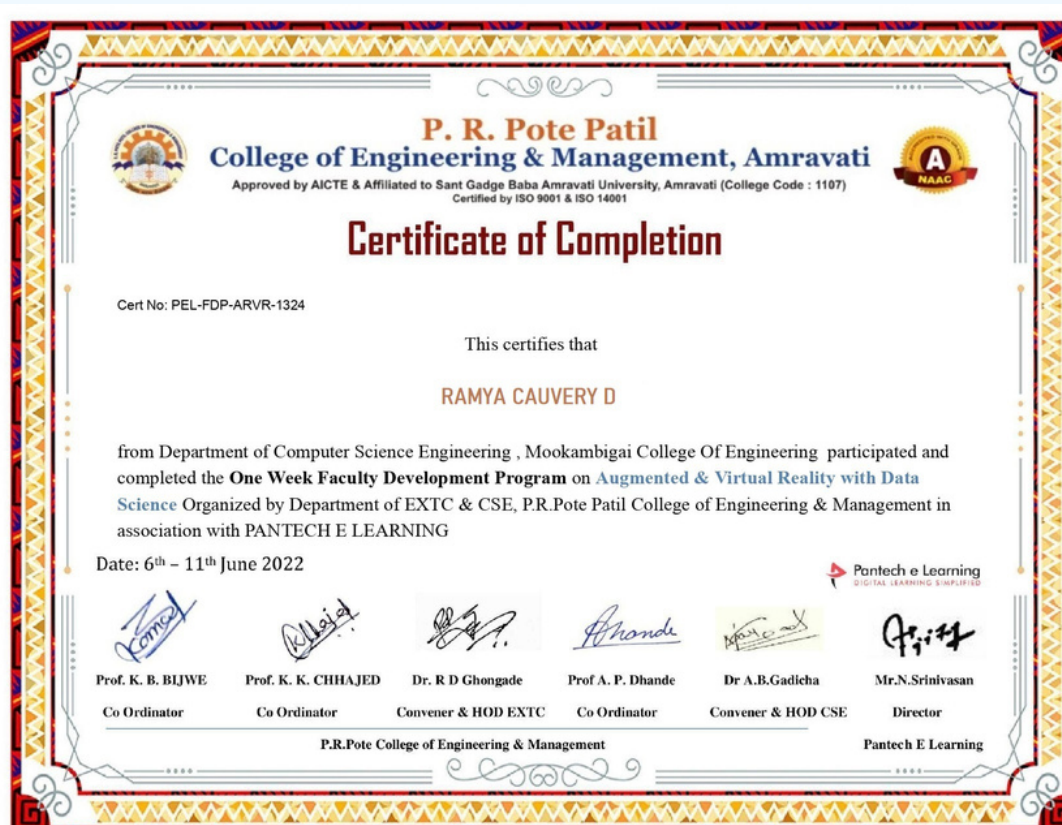 P. R. Pote Patil
College of Engineering & Management, Amravati
Approved by AICTE & Affiliated to Sant Gadge Baba Amravati University, Amravati (College Code : 1107)
Certified by ISO 9001 & ISO 14001
A
NAAC
Certificate of Completion
Cert No: PEL-FDP-ARVR-1324
This certifies that
RAMYA CAUVERY D
from Department of Computer Science Engineering , Mookambigai College Of Engineering participated and
completed the One Week Faculty Development Program on Augmented & Virtual Reality with Data
Science Organized by Department of EXTC & CSE, P.R.Pote Patil College of Engineering & Management in
association with PANTECH E LEARNING
Date: 6th – 11th June 2022
Pantech e Learning
DIGITAL LEARNING SIMPLIFIED
Prof. K. B. BIJWE Prof. K. K. CHHAJED Dr. R D Ghongade Prof A. P. Dhande Dr A.B.Gadicha Mr.N.Srinivasan
Co Ordinator Co Ordinator Convener & HOD EXTC Co Ordinator Convener & HOD CSE Director
P.R.Pote College of Engineering & Management Pantech E Learning